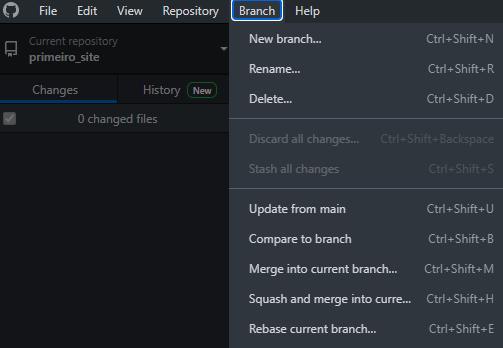 File Edit View Repository Branch Help
Current repository
primeiro_site
Changes History New
0 changed files
New branch... Ctrl+Shift+N
Rename... Ctrl+Shift+R
Delete... Ctrl+Shift+D
Discard all changes... Ctrl+Shift+Backspace
Stash all changes Ctrl+Shift+S
Update from main Ctrl+Shift+U
Compare to branch Ctrl+Shift+B
Merge into current branch... Ctrl+Shift+M
Squash and merge into curre... Ctrl+Shift+H
Rebase current branch... Ctrl+Shift+E